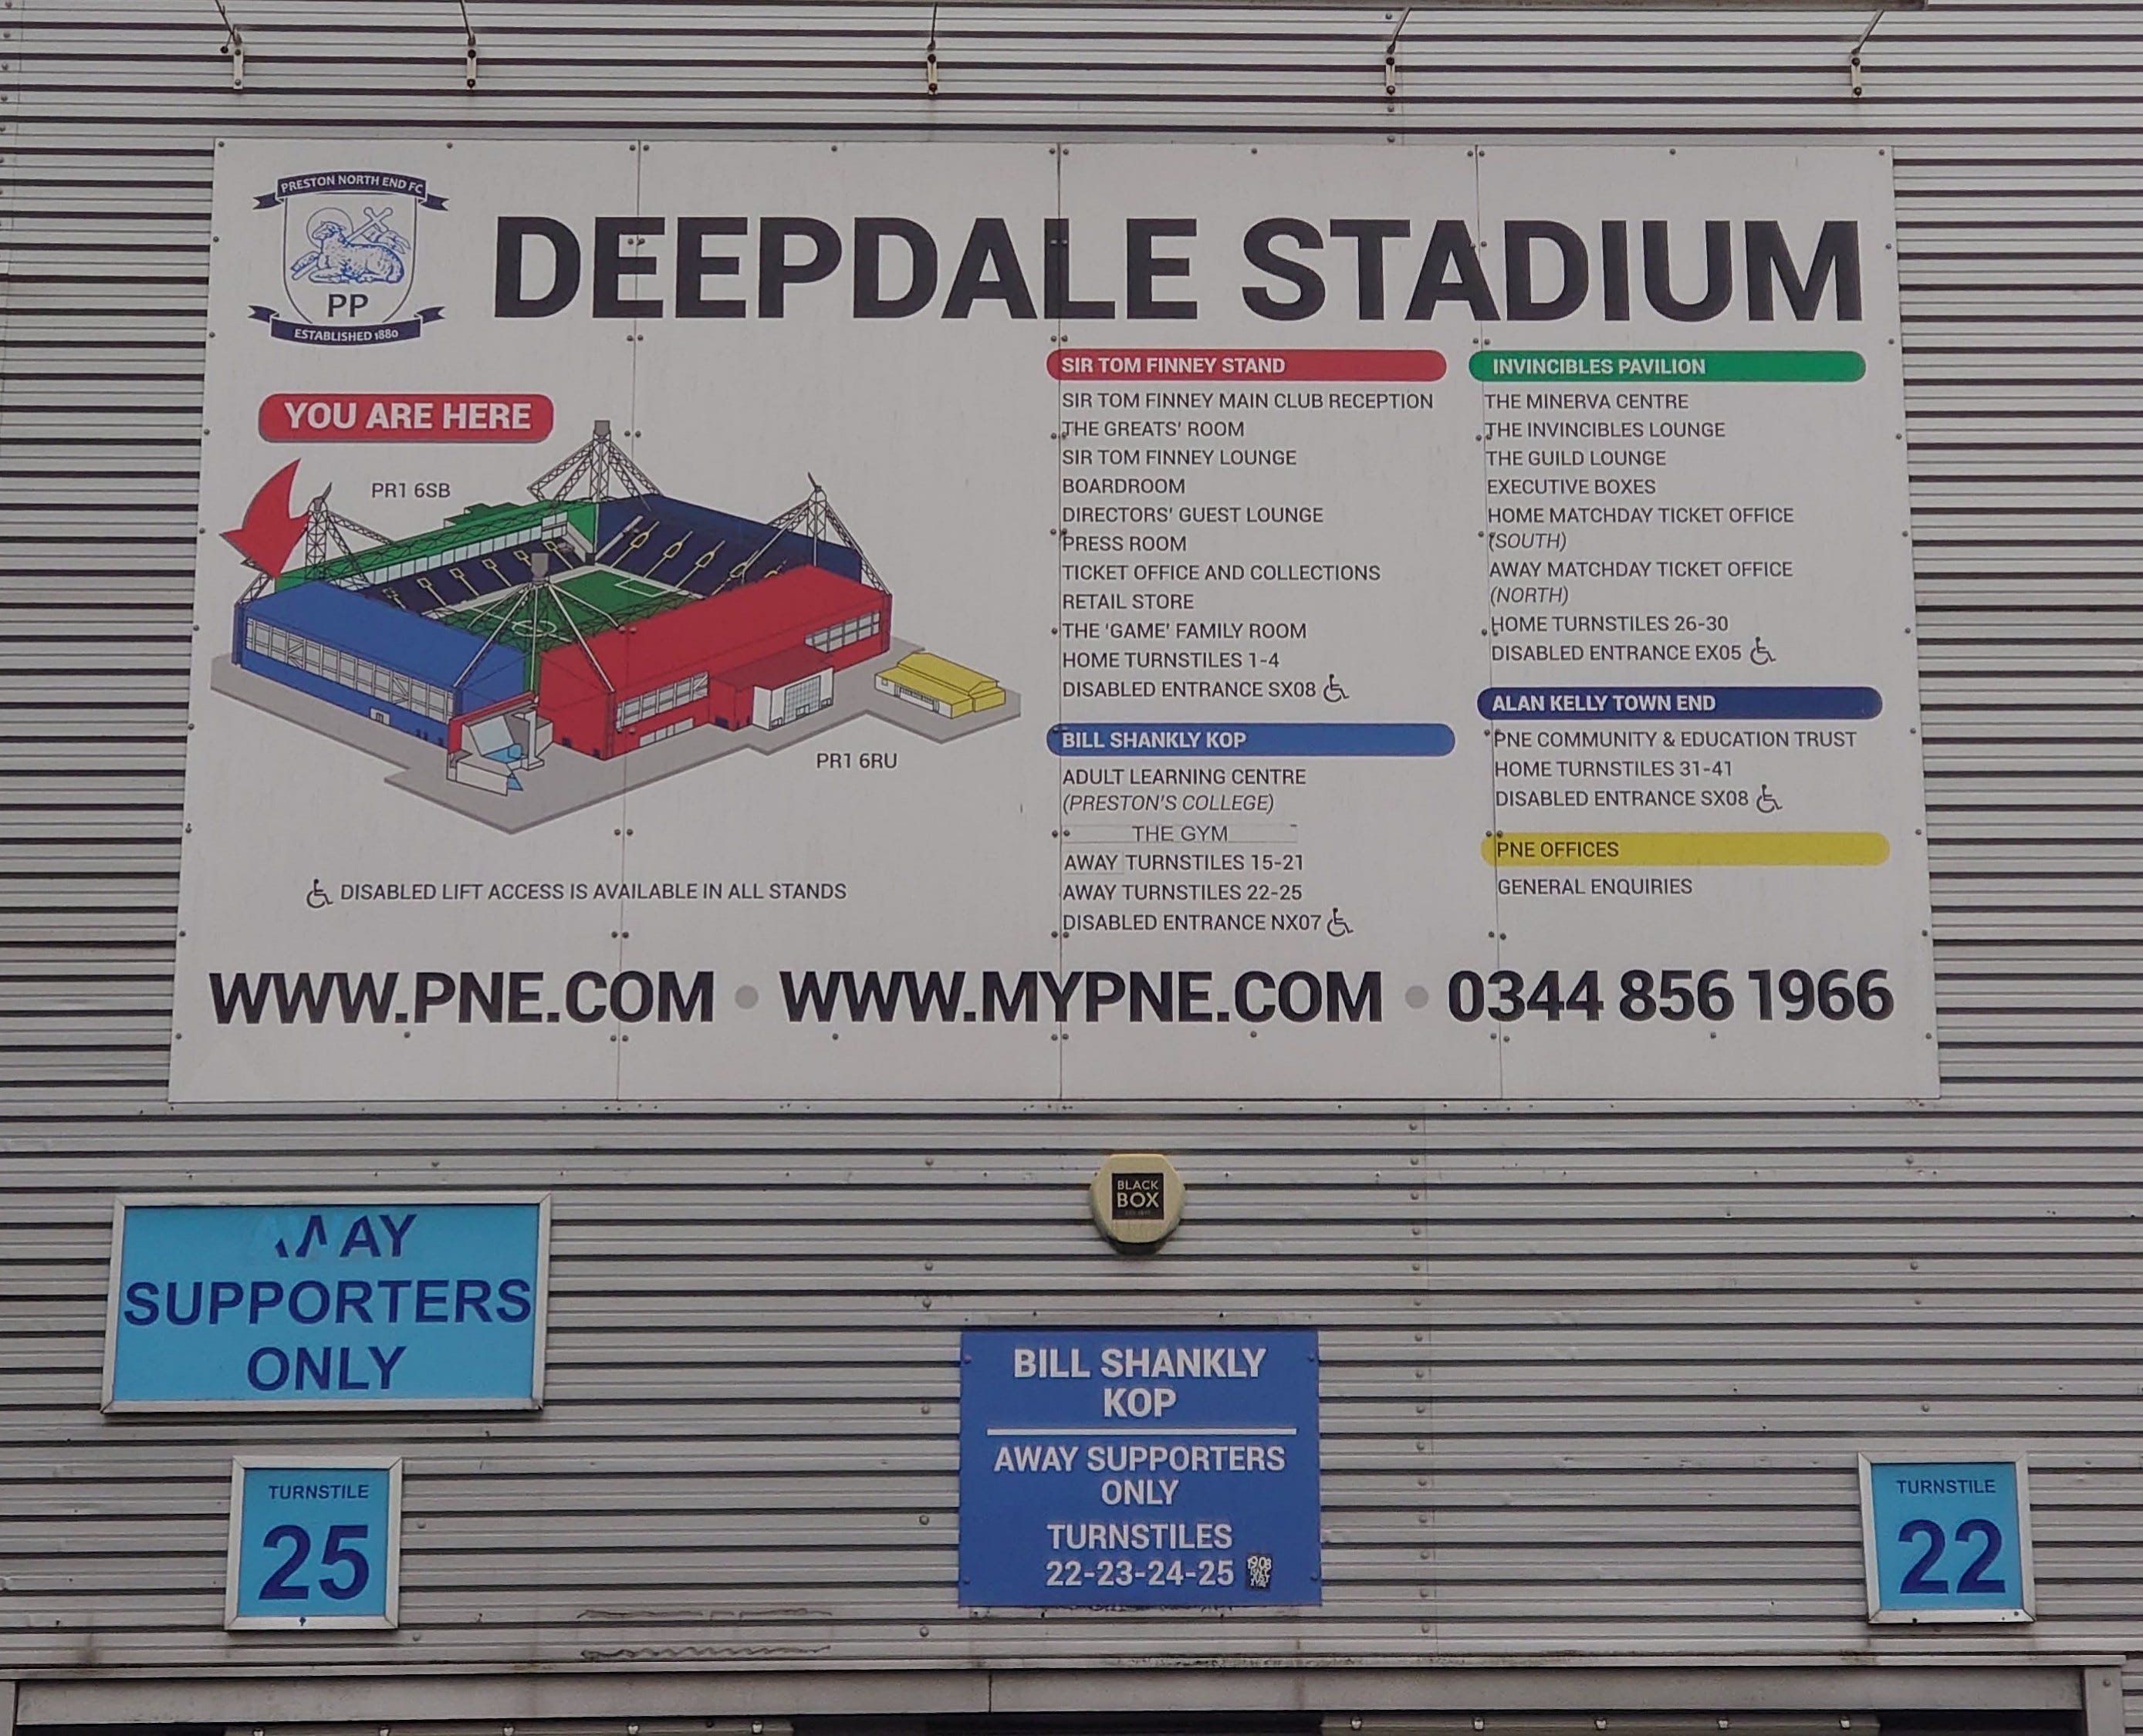 PRESTON NORTH END FC
PP
ESTABLISHED 1880
DEEPDALE STADIUM
YOU ARE HERE
PR1 6SB
PR1 6RU
DISABLED LIFT ACCESS IS AVAILABLE IN ALL STANDS
SIR TOM FINNEY STAND
SIR TOM FINNEY MAIN CLUB RECEPTION
THE GREATS' ROOM
SIR TOM FINNEY LOUNGE
BOARDROOM
DIRECTORS' GUEST LOUNGE
PRESS ROOM
TICKET OFFICE AND COLLECTIONS
RETAIL STORE
THE 'GAME' FAMILY ROOM
HOME TURNSTILES 1-4
DISABLED ENTRANCE SX08
BILL SHANKLY KOP
ADULT LEARNING CENTRE
(PRESTON'S COLLEGE)
THE GYM
AWAY TURNSTILES 15-21
AWAY TURNSTILES 22-25
DISABLED ENTRANCE NX07
INVINCIBLES PAVILION
THE MINERVA CENTRE
THE INVINCIBLES LOUNGE
THE GUILD LOUNGE
EXECUTIVE BOXES
HOME MATCHDAY TICKET OFFICE
(SOUTH)
AWAY MATCHDAY TICKET OFFICE
(NORTH)
HOME TURNSTILES 26-30
DISABLED ENTRANCE EX05
ALAN KELLY TOWN END
PNE COMMUNITY & EDUCATION TRUST
HOME TURNSTILES 31-41
DISABLED ENTRANCE SX08
PNE OFFICES
GENERAL ENQUIRIES
WWW.PNE.COM • WWW.MYPNE.COM • 0344 856 1966
BLACK
BOX
AWAY
SUPPORTERS
ONLY
BILL SHANKLY
KOP
AWAY SUPPORTERS
ONLY
TURNSTILES
22-23-24-25
TURNSTILE
25
TURNSTILE
22